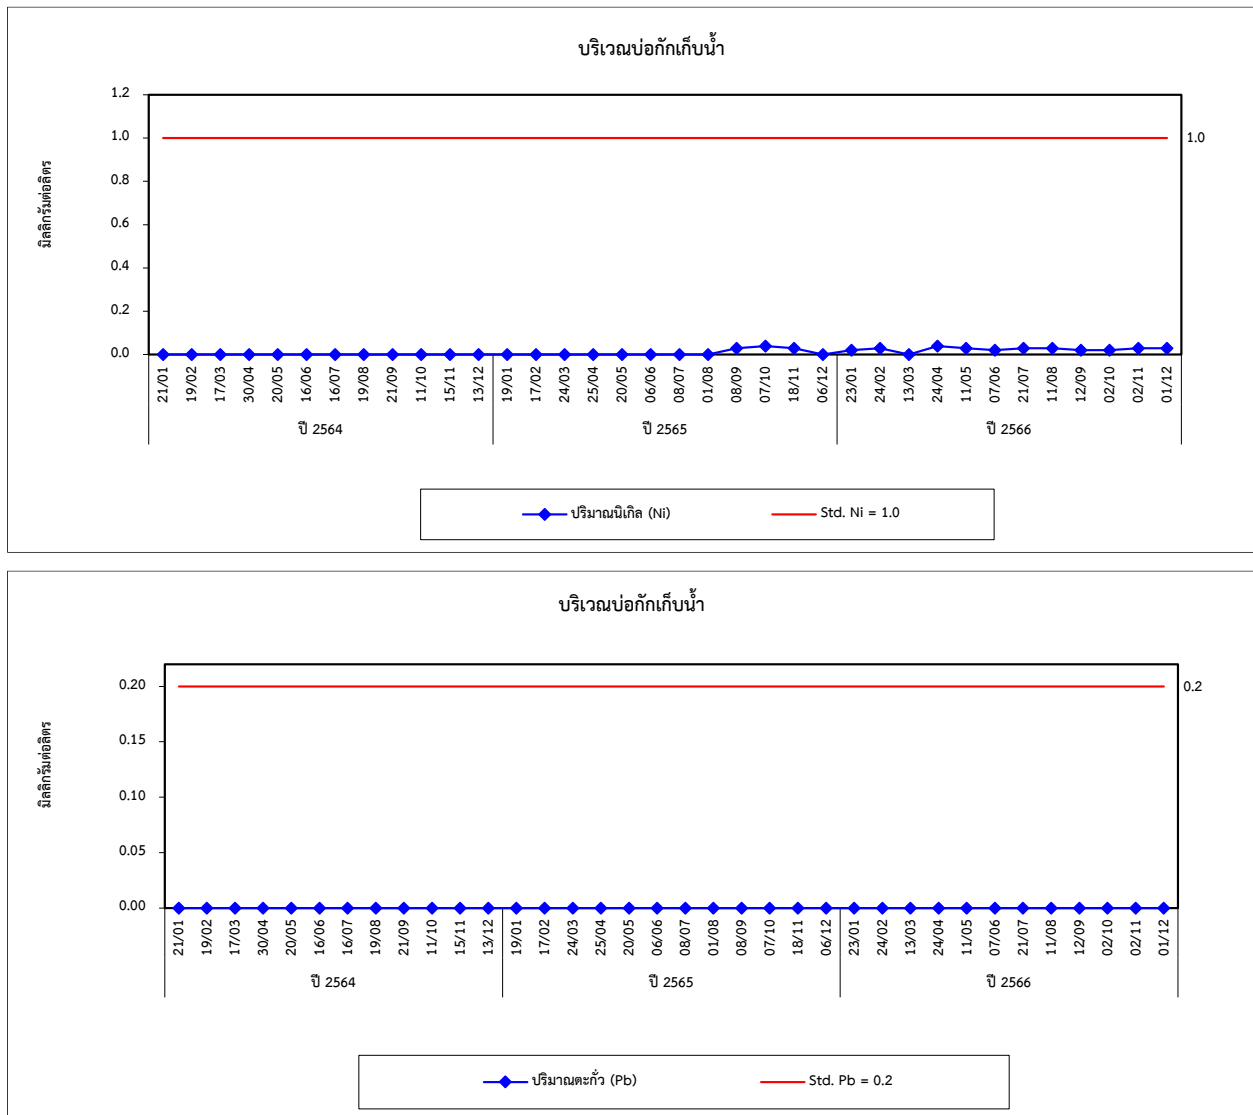 บริเวณบ่อกักเก็บน้ำ
มิลลิกรัมต่อลิตร
1.2
1.0
0.8
0.6
0.4
0.2
0.0
1.0
21/01 19/02 17/03 30/04 20/05 16/06 16/07 19/08 21/09 11/10 15/11 13/12 19/01 17/02 24/03 25/04 20/05 06/06 08/07 01/08 08/09 07/10 18/11 06/12 23/01 24/02 13/03 24/04 11/05 07/06 21/07 11/08 12/09 02/10 02/11 01/12
ปี 2564 ปี 2565 ปี 2566
ปริมาณนิเกิล (Ni) Std. Ni = 1.0
บริเวณบ่อกักเก็บน้ำ
มิลลิกรัมต่อลิตร
0.20
0.15
0.10
0.05
0.00
0.2
21/01 19/02 17/03 30/04 20/05 16/06 16/07 19/08 21/09 11/10 15/11 13/12 19/01 17/02 24/03 25/04 20/05 06/06 08/07 01/08 08/09 07/10 18/11 06/12 23/01 24/02 13/03 24/04 11/05 07/06 21/07 11/08 12/09 02/10 02/11 01/12
ปี 2564 ปี 2565 ปี 2566
ปริมาณตะกั่ว (Pb) Std. Pb = 0.2